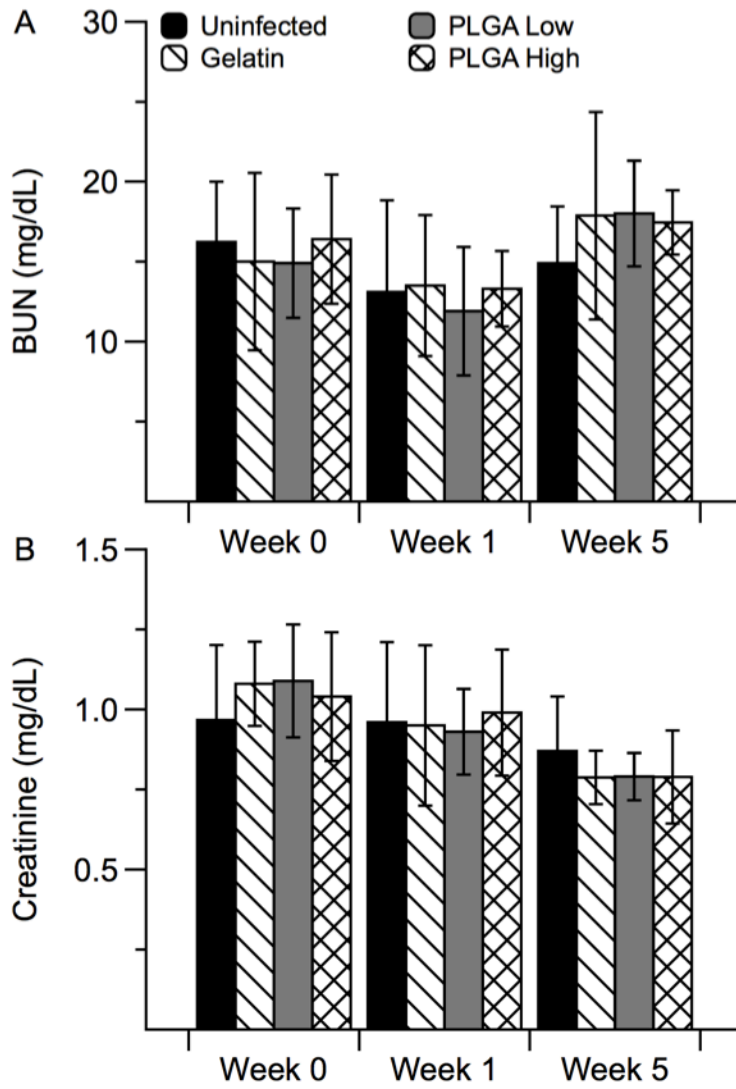 A
30
Uninfected
PLGA Low
Gelatin
PLGA High
20
BUN (mg/dL)
10
Week 0
Week 1
Week 5
B
1.5
1.0
Creatinine (mg/dL)
0.5
Week 0
Week 1
Week 5